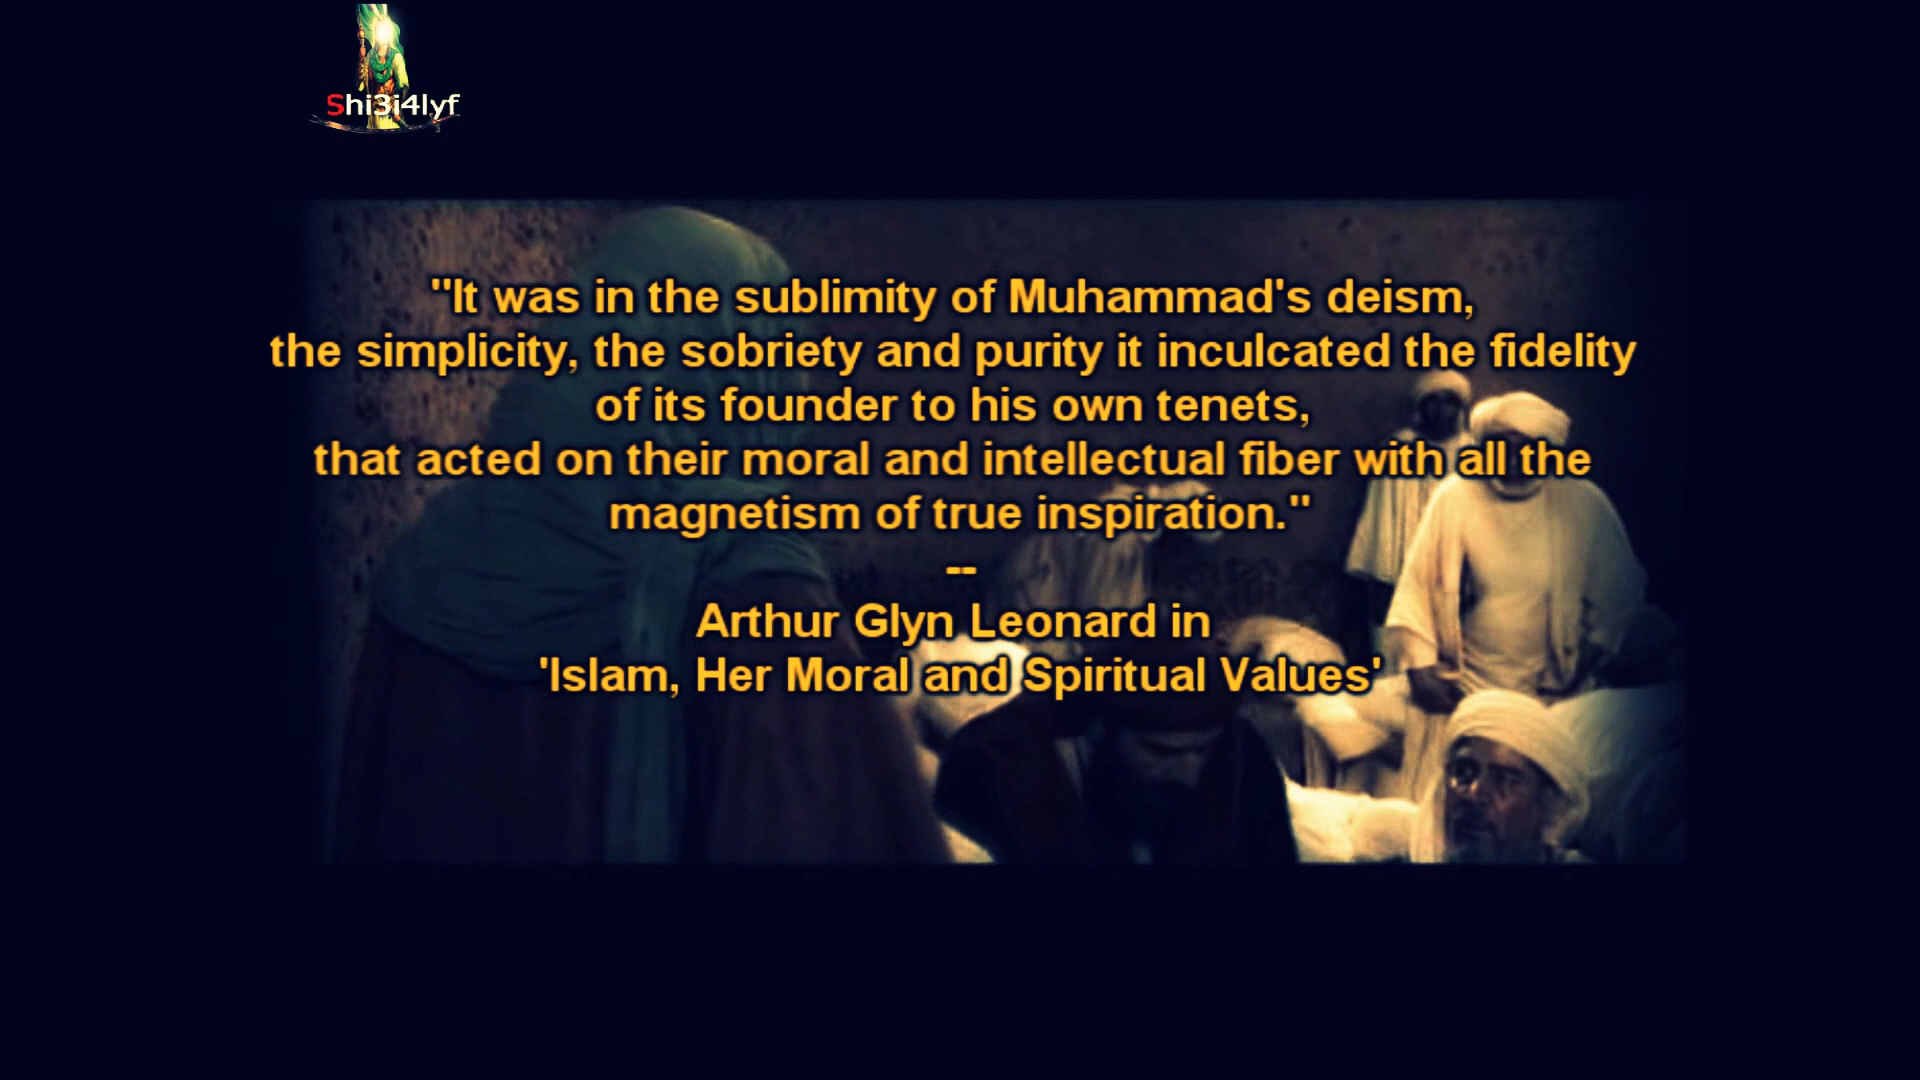 Shi3i4lyf
"It was in the sublimity of Muhammad's deism,
the simplicity, the sobriety and purity it inculcated the fidelity
of its founder to his own tenets,
that acted on their moral and intellectual fiber with all the
magnetism of true inspiration."
--
Arthur Glyn Leonard in
'Islam, Her Moral and Spiritual Values'